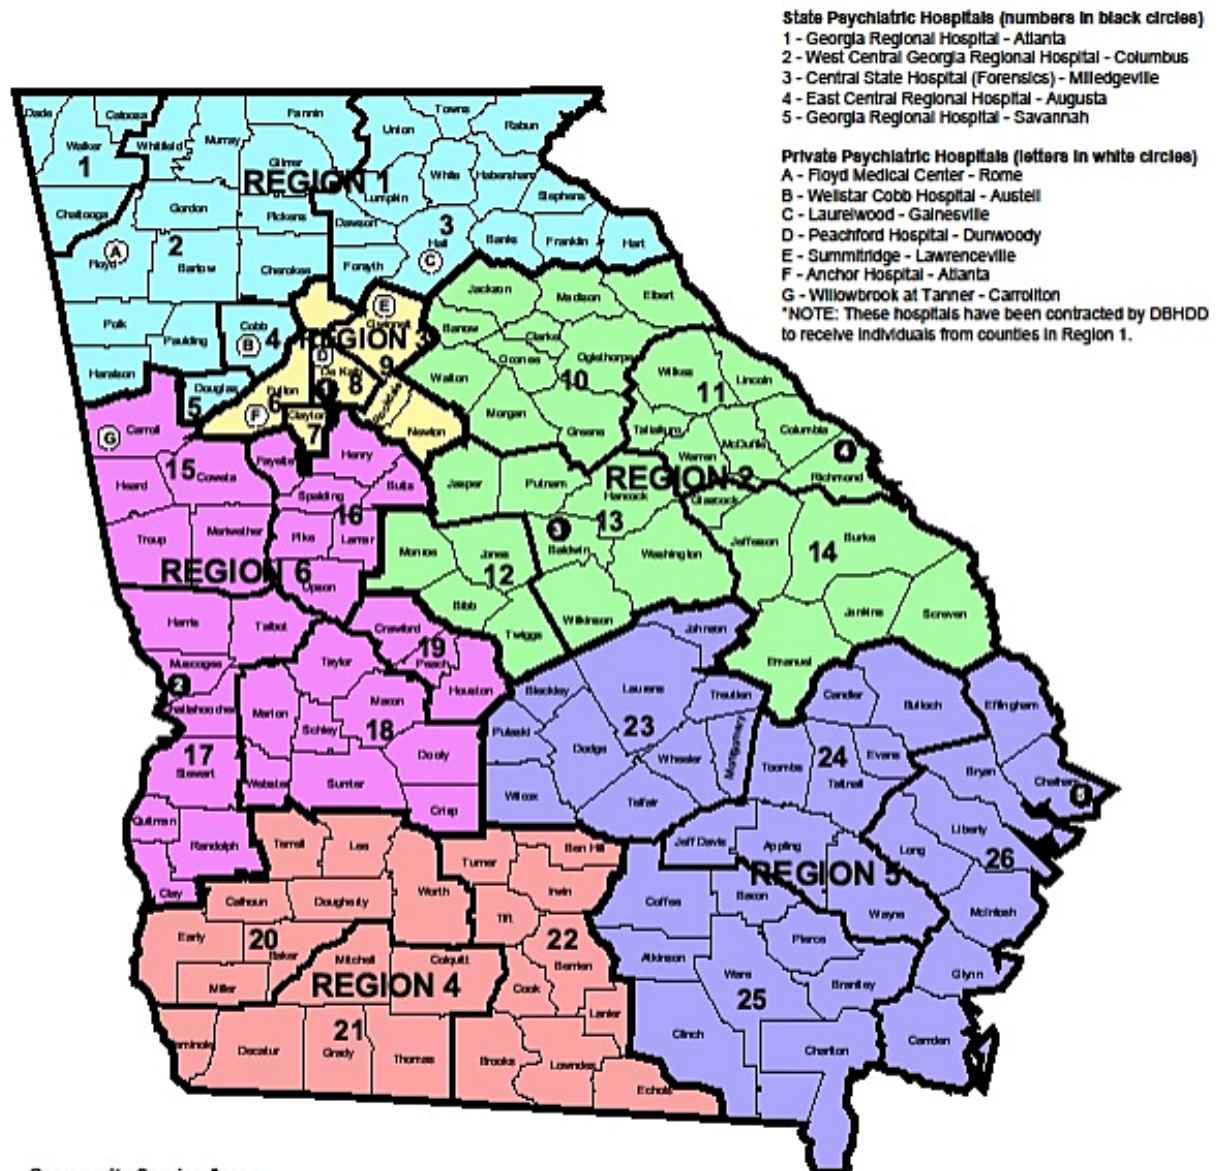 State Psychiatric Hospitals (numbers in black circles)
1 - Georgia Regional Hospital - Atlanta
2 - West Central Georgia Regional Hospital - Columbus
3 - Central State Hospital (Forensics) - Milledgeville
4 - East Central Regional Hospital - Augusta
5 - Georgia Regional Hospital - Savannah
Private Psychiatric Hospitals (letters in white circles)
A - Floyd Medical Center - Rome
B - Wellstar Cobb Hospital - Austell
C - Laurelwood - Gainesville
D - Peachford Hospital - Dunwoody
E - Summitridge - Lawrenceville
F - Anchor Hospital - Atlanta
G - Willowbrook at Tanner - Carrollton
*NOTE: These hospitals have been contracted by DBHDD
to receive individuals from counties in Region 1.
Dade
Catoosa
Fannin
Towns
Union
Rabun
Walker
1
Whitfield
Murray
Gilmer
REGION 1
White
Habersham
Lumpkin
Stephens
Chattooga
Gordon
Pickens
Dawson
3
Hall
C
Banks
Franklin
Hart
A
Floyd
2
Bartow
Cherokee
Forsyth
Jackson
Madison
Elbert
Polk
Paulding
Cobb
B
4
E
Gwinnett
REGION 3
D
De Kalb
8
9
Barrow
Clarke
Oconee
Oglethorpe
10
Walton
Haralson
Douglas
5
Fulton
6
F
Clayton
7
Rockdale
Newton
Morgan
Greene
Wilkes
Lincoln
11
Taliaferro
McDuffie
Columbia
Warren
4
Richmond
G
Carroll
15
Coweta
Fayette
Henry
Heard
Spalding
Butts
16
Jasper
Putnam
REGION 2
Hancock
13
Glascock
Troup
Meriwether
Pike
Lamar
Monroe
Jones
12
3
Baldwin
Washington
Jefferson
14
Burke
REGION 6
Upson
Bibb
Twiggs
Wilkinson
Jenkins
Screven
Harris
Talbot
Crawford
19
Peach
Johnson
Emanuel
Muscogee
2
Chattahoochee
Taylor
Houston
Marion
Macon
Schley
18
Dooly
Bleckley
Laurens
Treutlen
Candler
Bulloch
Effingham
Pulaski
Dodge
23
Wheeler
Montgomery
Toombs
24
Evans
Tattnall
Bryan
Chatham
5
17
Stewart
Webster
Sumter
Crisp
Wilcox
Telfair
Quitman
Randolph
Clay
Terrell
Lee
Turner
Ben Hill
Jeff Davis
Appling
Long
Liberty
26
REGION 5
Calhoun
Dougherty
Worth
Irwin
Tift
Coffee
Bacon
Wayne
McIntosh
Early
20
Baker
Mitchell
Colquitt
22
Berrien
Atkinson
Pierce
Miller
REGION 4
Cook
Lanier
Ware
25
Brantley
Glynn
Decatur
21
Grady
Thomas
Brooks
Lowndes
Echols
Clinch
Charlton
Camden